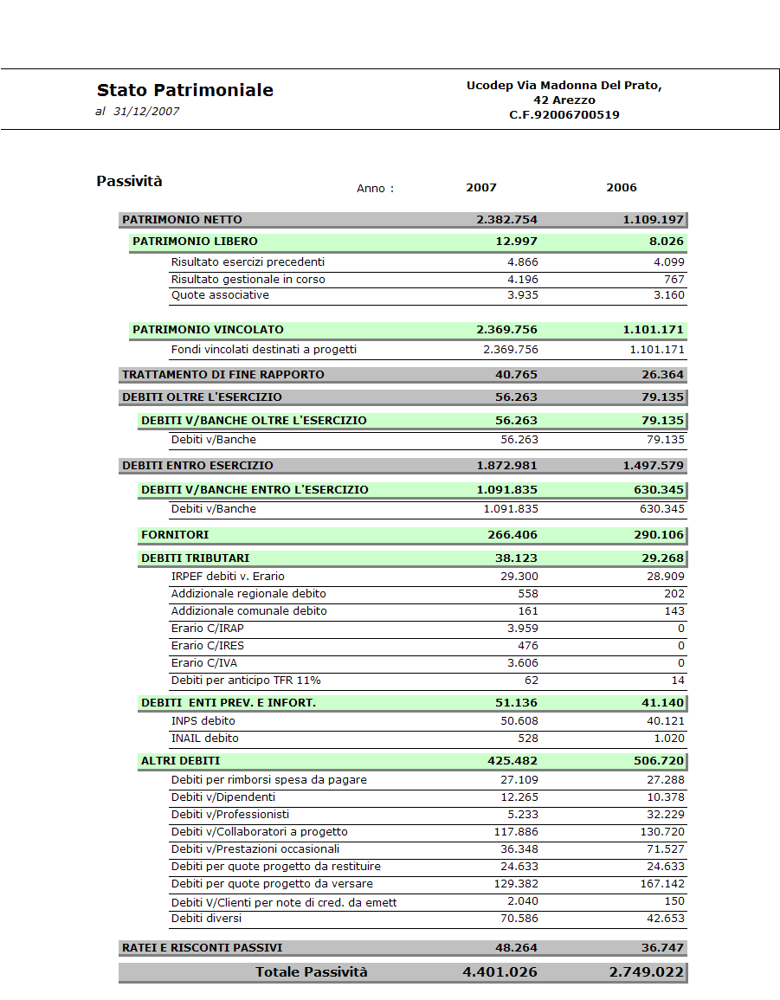 Stato Patrimoniale
al 31/12/2007
Ucodep Via Madonna Del Prato,
42 Arezzo
C.F.92006700519
Passività Anno : 2007 2006
PATRIMONIO NETTO 2.382.754 1.109.197
PATRIMONIO LIBERO 12.997 8.026
Risultato esercizi precedenti 4.866 4.099
Risultato gestionale in corso 4.196 767
Quote associative 3.935 3.160
PATRIMONIO VINCOLATO 2.369.756 1.101.171
Fondi vincolati destinati a progetti 2.369.756 1.101.171
TRATTAMENTO DI FINE RAPPORTO 40.765 26.364
DEBITI OLTRE L'ESERCIZIO 56.263 79.135
DEBITI V/BANCHE OLTRE L'ESERCIZIO 56.263 79.135
Debiti v/Banche 56.263 79.135
DEBITI ENTRO ESERCIZIO 1.872.981 1.497.579
DEBITI V/BANCHE ENTRO L'ESERCIZIO 1.091.835 630.345
Debiti v/Banche 1.091.835 630.345
FORNITORI 266.406 290.106
DEBITI TRIBUTARI 38.123 29.268
IRPEF debiti v. Erario 29.300 28.909
Addizionale regionale debito 558 202
Addizionale comunale debito 161 143
Erario C/IRAP 3.959 0
Erario C/IRES 476 0
Erario C/IVA 3.606 0
Debiti per anticipo TFR 11% 62 14
DEBITI ENTI PREV. E INFORT. 51.136 41.140
INPS debito 50.608 40.121
INAIL debito 528 1.020
ALTRI DEBITI 425.482 506.720
Debiti per rimborsi spesa da pagare 27.109 27.288
Debiti v/Dipendenti 12.265 10.378
Debiti v/Professionisti 5.233 32.229
Debiti v/Collaboratori a progetto 117.886 130.720
Debiti v/Prestazioni occasionali 36.348 71.527
Debiti per quote progetto da restituire 24.633 24.633
Debiti per quote progetto da versare 129.382 167.142
Debiti V/Clienti per note di cred. da emett 2.040 150
Debiti diversi 70.586 42.653
RATEI E RISCONTI PASSIVI 48.264 36.747
Totale Passività 4.401.026 2.749.022